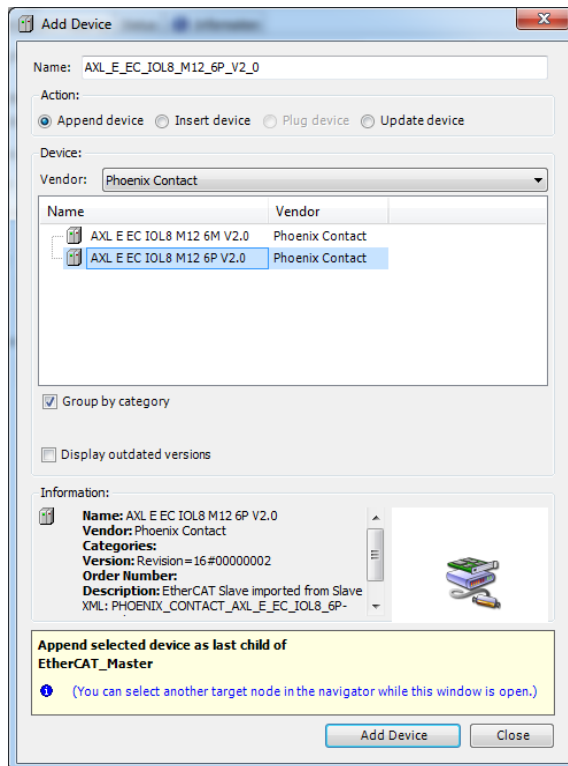 Add Device
Name: AXL_E_EC_IOL8_M12_6P_V2_0
Action:
Append device Insert device Plug device Update device
Device:
Vendor: Phoenix Contact
Name Vendor
AXL E EC IOL8 M12 6M V2.0 Phoenix Contact
AXL E EC IOL8 M12 6P V2.0 Phoenix Contact
Group by category
Display outdated versions
Information:
Name: AXL E EC IOL8 M12 6P V2.0
Vendor: Phoenix Contact
Categories:
Version: Revision=16#00000002
Order Number:
Description: EtherCAT Slave imported from Slave
XML: PHOENIX_CONTACT_AXL_E_EC_IOL8_6P-
Append selected device as last child of
EtherCAT_Master
(You can select another target node in the navigator while this window is open.)
Add Device Close